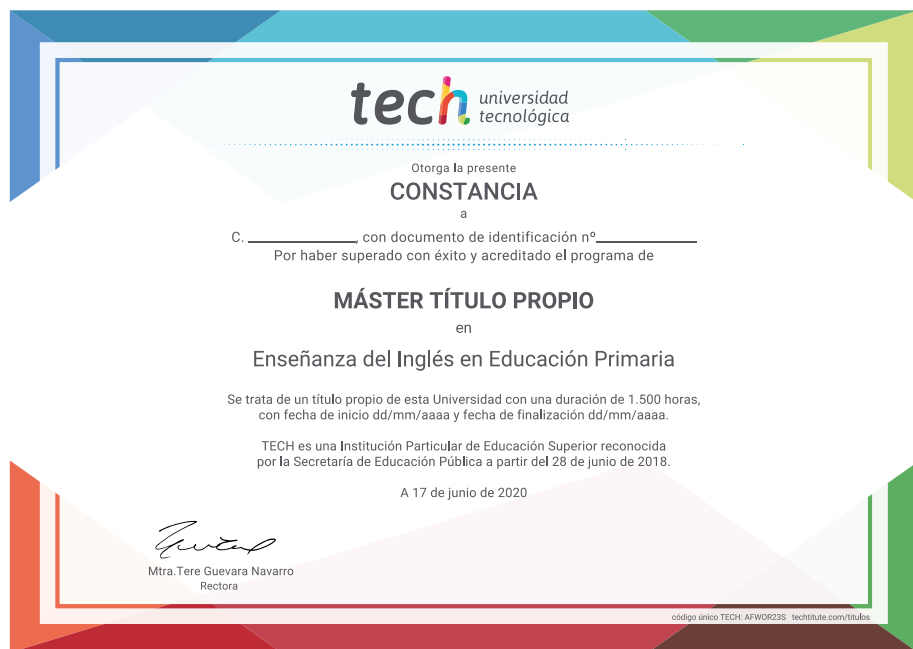 tech universidad
tecnológica
Otorga la presente
CONSTANCIA
a
C. ____________, con documento de identificación nº____________
Por haber superado con éxito y acreditado el programa de
MÁSTER TÍTULO PROPIO
en
Enseñanza del Inglés en Educación Primaria
Se trata de un título propio de esta Universidad con una duración de 1.500 horas,
con fecha de inicio dd/mm/aaaa y fecha de finalización dd/mm/aaaa.
TECH es una Institución Particular de Educación Superior reconocida
por la Secretaría de Educación Pública a partir del 28 de junio de 2018.
A 17 de junio de 2020
Mtra.Tere Guevara Navarro
Rectora
código único TECH: AFWOR23S techtitute.com/titulos